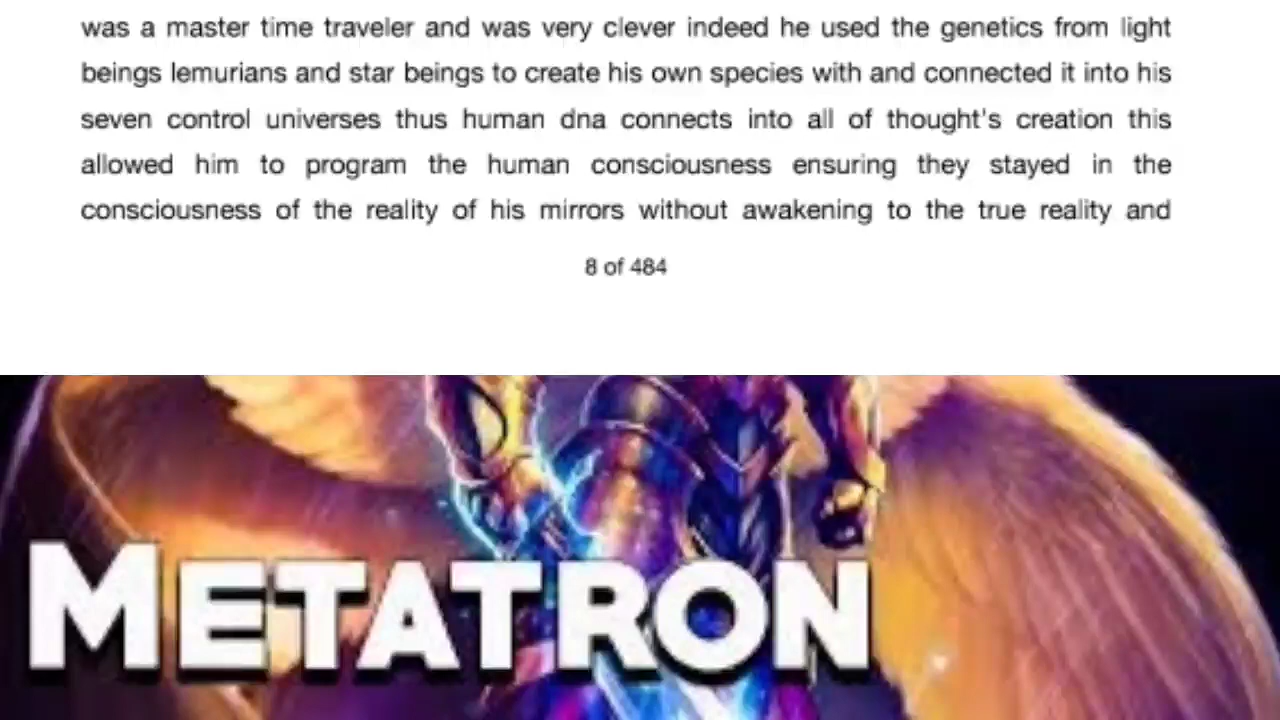 was a master time traveler and was very clever indeed he used the genetics from light
beings lemurians and star beings to create his own species with and connected it into his
seven control universes thus human dna connects into all of thought's creation this
allowed him to program the human consciousness ensuring they stayed in the
consciousness of the reality of his mirrors without awakening to the true reality and
8 of 484
METATRON